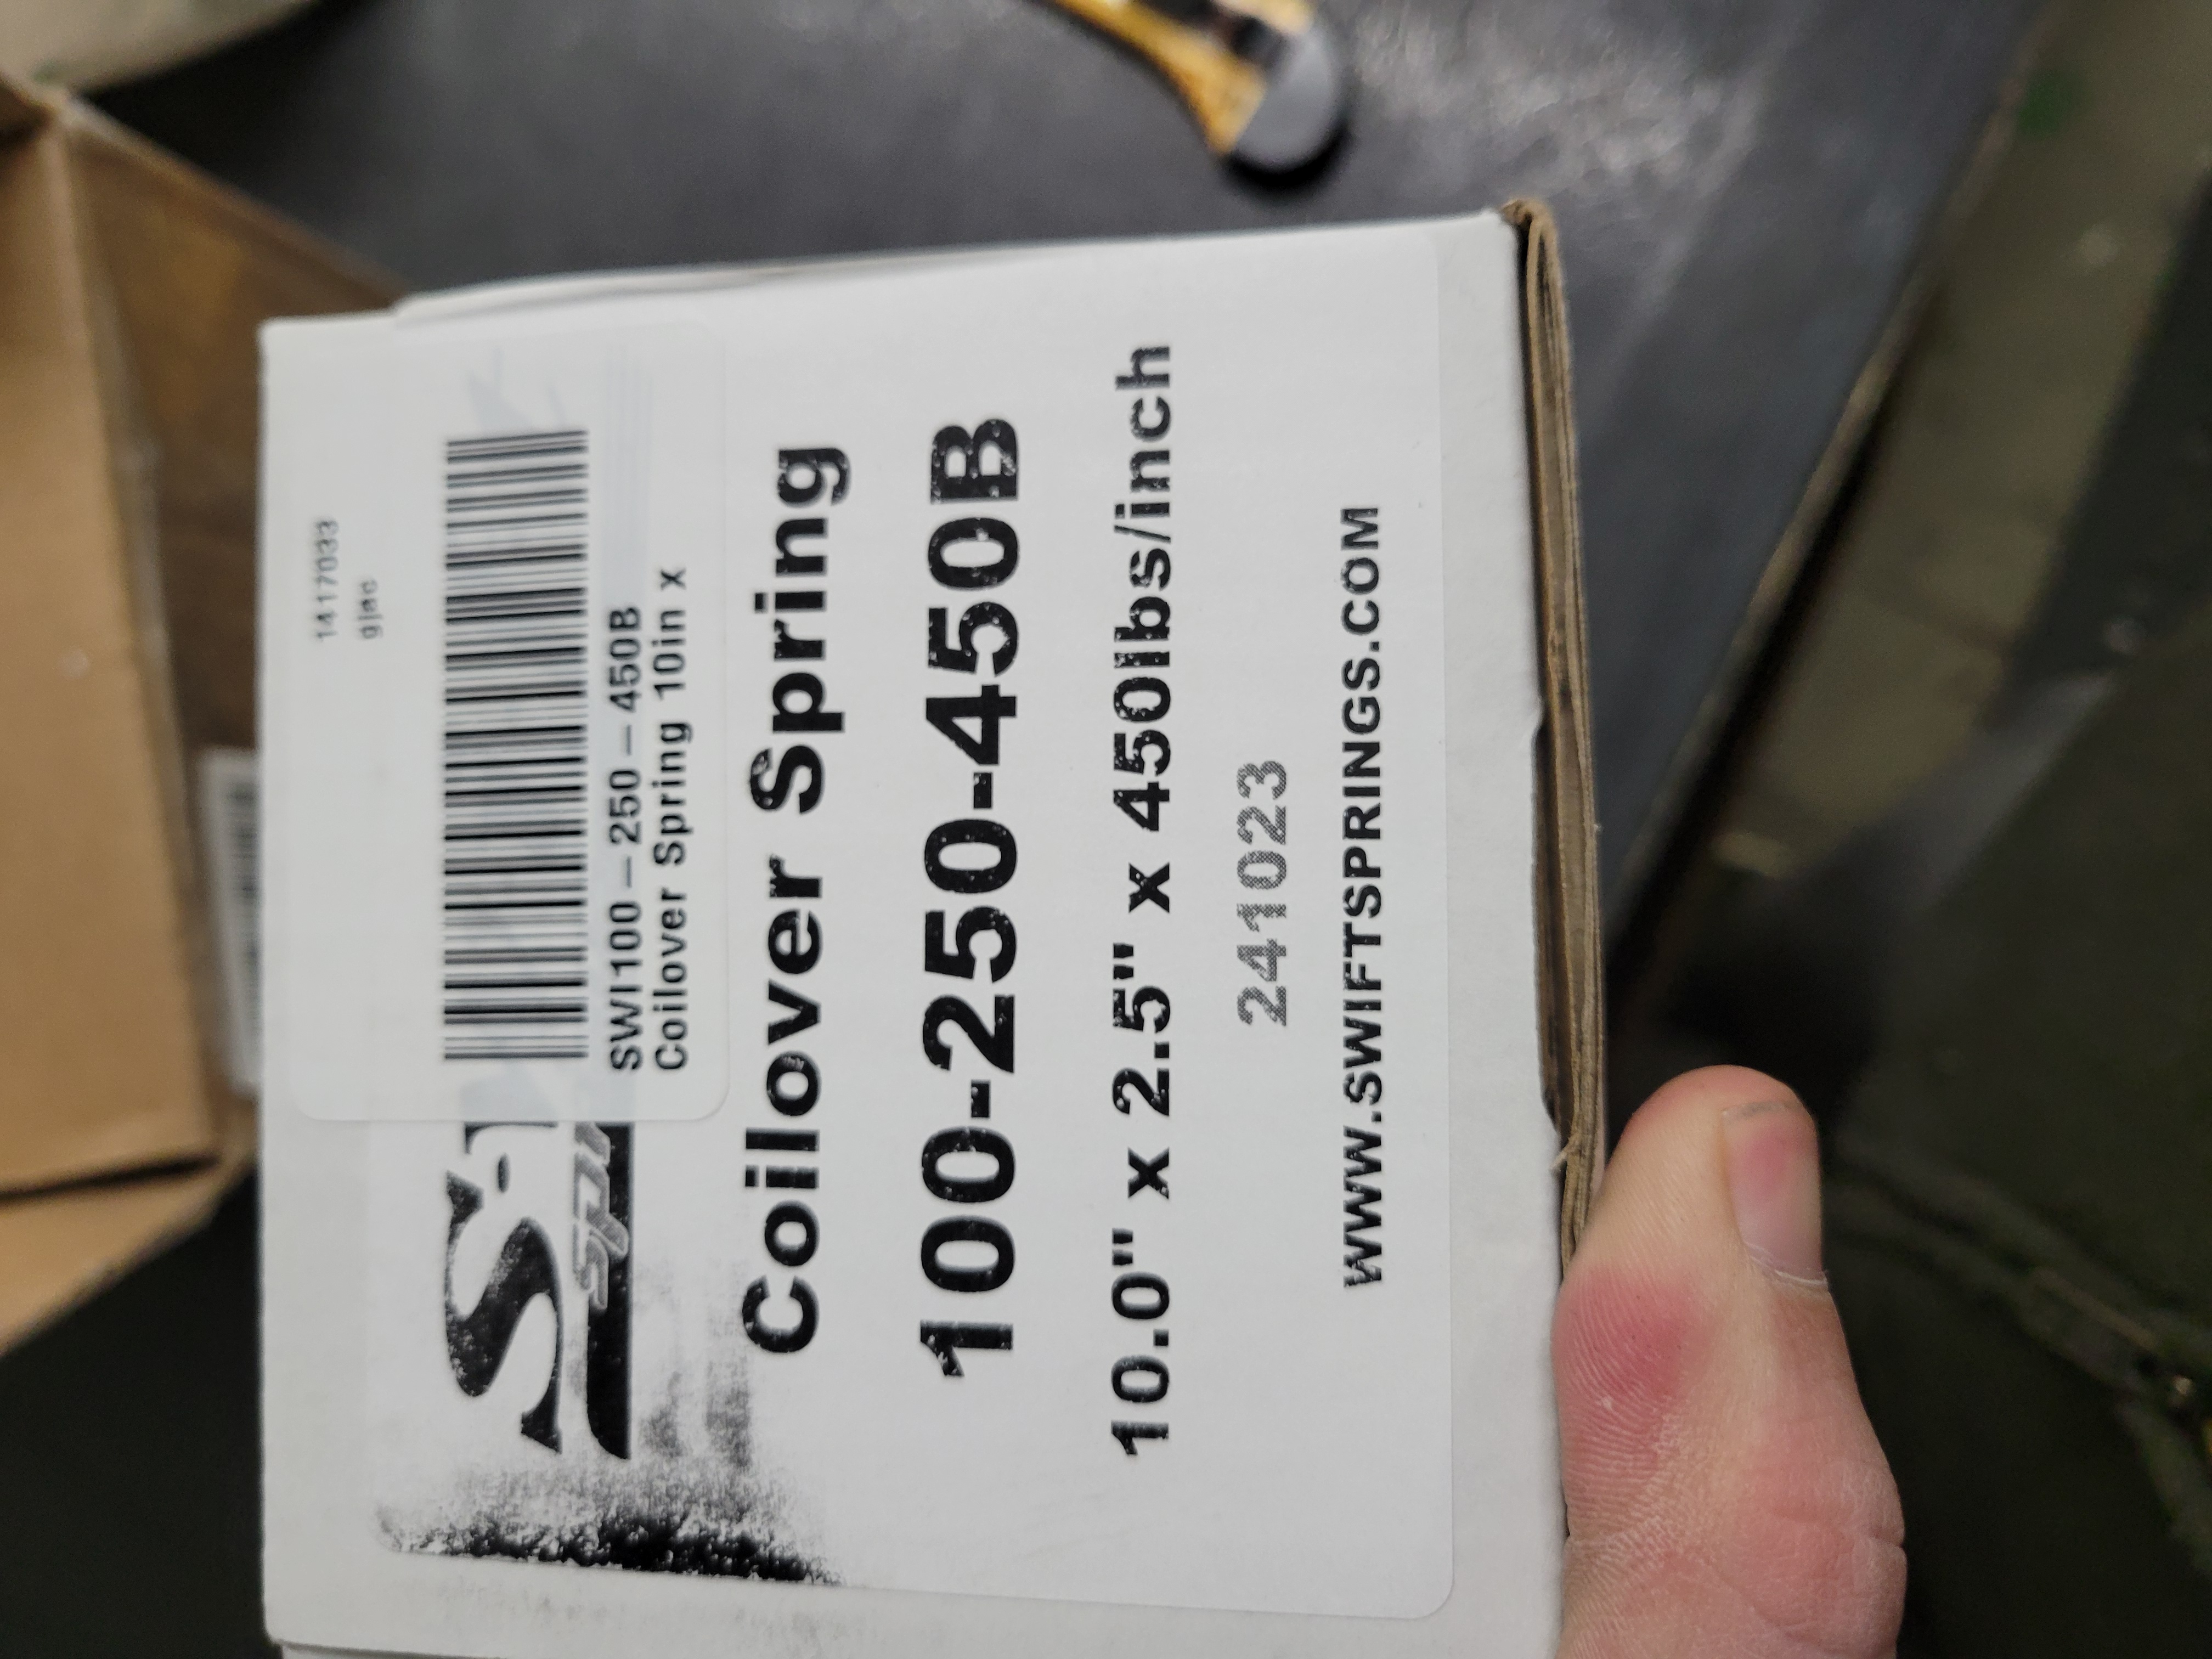 1417033
SWI100-250-450B
Coilover Spring 10in x
Coilover Spring
100-250-450B
10.0" x 2.5" x 450lbs/inch
241023
WWW.SWIFTSPRINGS.COM